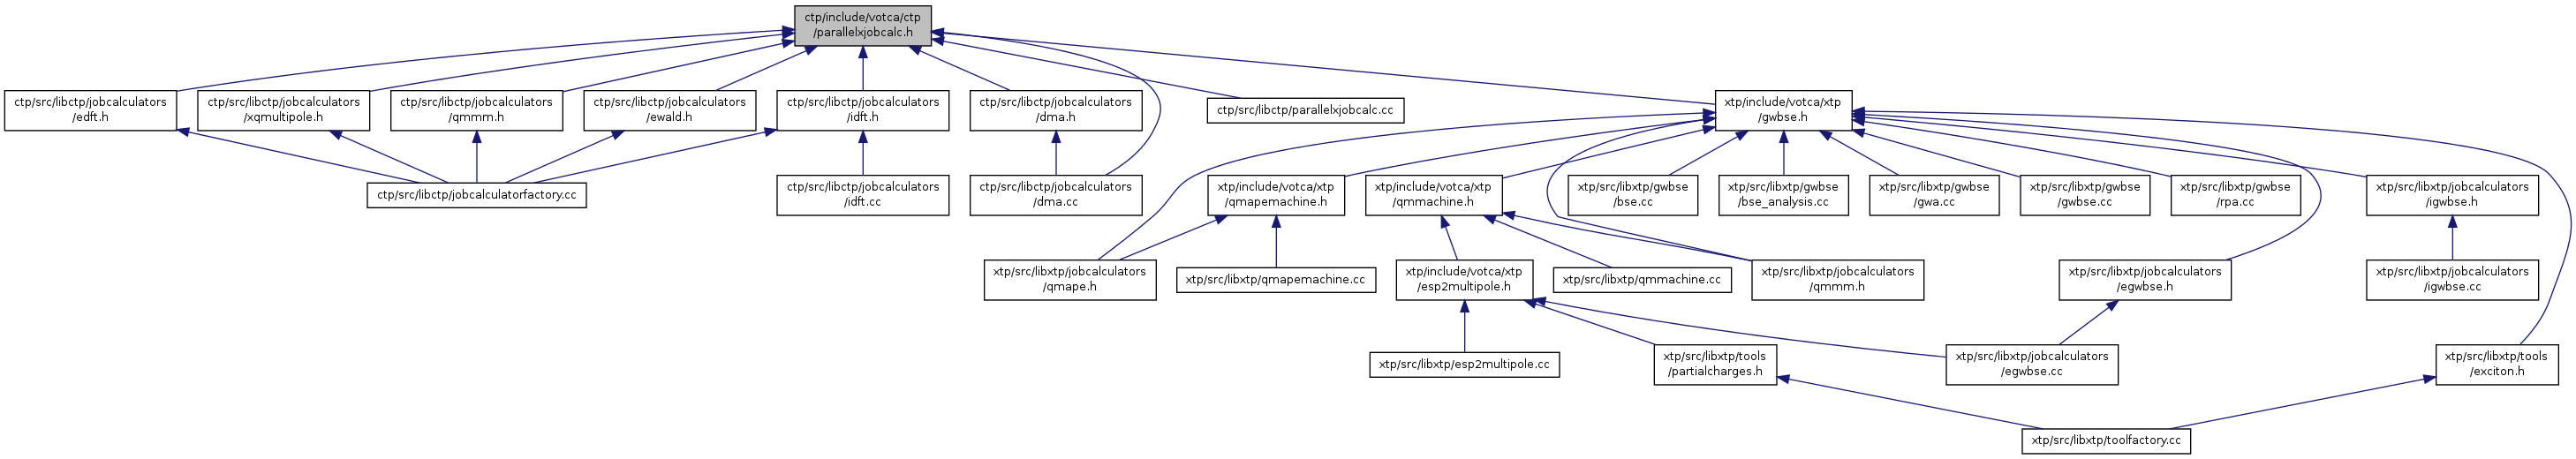 ctp/include/votca/ctp
/parallelxjobcalc.h
ctp/src/libctp/jobcalculators
/edft.h
ctp/src/libctp/jobcalculators
/xqmultipole.h
ctp/src/libctp/jobcalculators
/qmmm.h
ctp/src/libctp/jobcalculators
/ewald.h
ctp/src/libctp/jobcalculators
/idft.h
ctp/src/libctp/jobcalculators
/dma.h
ctp/src/libctp/parallelxjobcalc.cc
xtp/include/votca/xtp
/gwbse.h
ctp/src/libctp/jobcalculatorfactory.cc
ctp/src/libctp/jobcalculators
/idft.cc
ctp/src/libctp/jobcalculators
/dma.cc
xtp/include/votca/xtp
/qmapemachine.h
xtp/include/votca/xtp
/qmmachine.h
xtp/src/libxtp/gwbse
/bse.cc
xtp/src/libxtp/gwbse
/bse_analysis.cc
xtp/src/libxtp/gwbse
/gwa.cc
xtp/src/libxtp/gwbse
/gwbse.cc
xtp/src/libxtp/gwbse
/rpa.cc
xtp/src/libxtp/jobcalculators
/igwbse.h
xtp/src/libxtp/jobcalculators
/qmape.h
xtp/src/libxtp/qmapemachine.cc
xtp/include/votca/xtp
/esp2multipole.h
xtp/src/libxtp/qmmachine.cc
xtp/src/libxtp/jobcalculators
/qmmm.h
xtp/src/libxtp/jobcalculators
/egwbse.h
xtp/src/libxtp/jobcalculators
/igwbse.cc
xtp/src/libxtp/esp2multipole.cc
xtp/src/libxtp/tools
/partialcharges.h
xtp/src/libxtp/jobcalculators
/egwbse.cc
xtp/src/libxtp/tools
/exciton.h
xtp/src/libxtp/toolfactory.cc